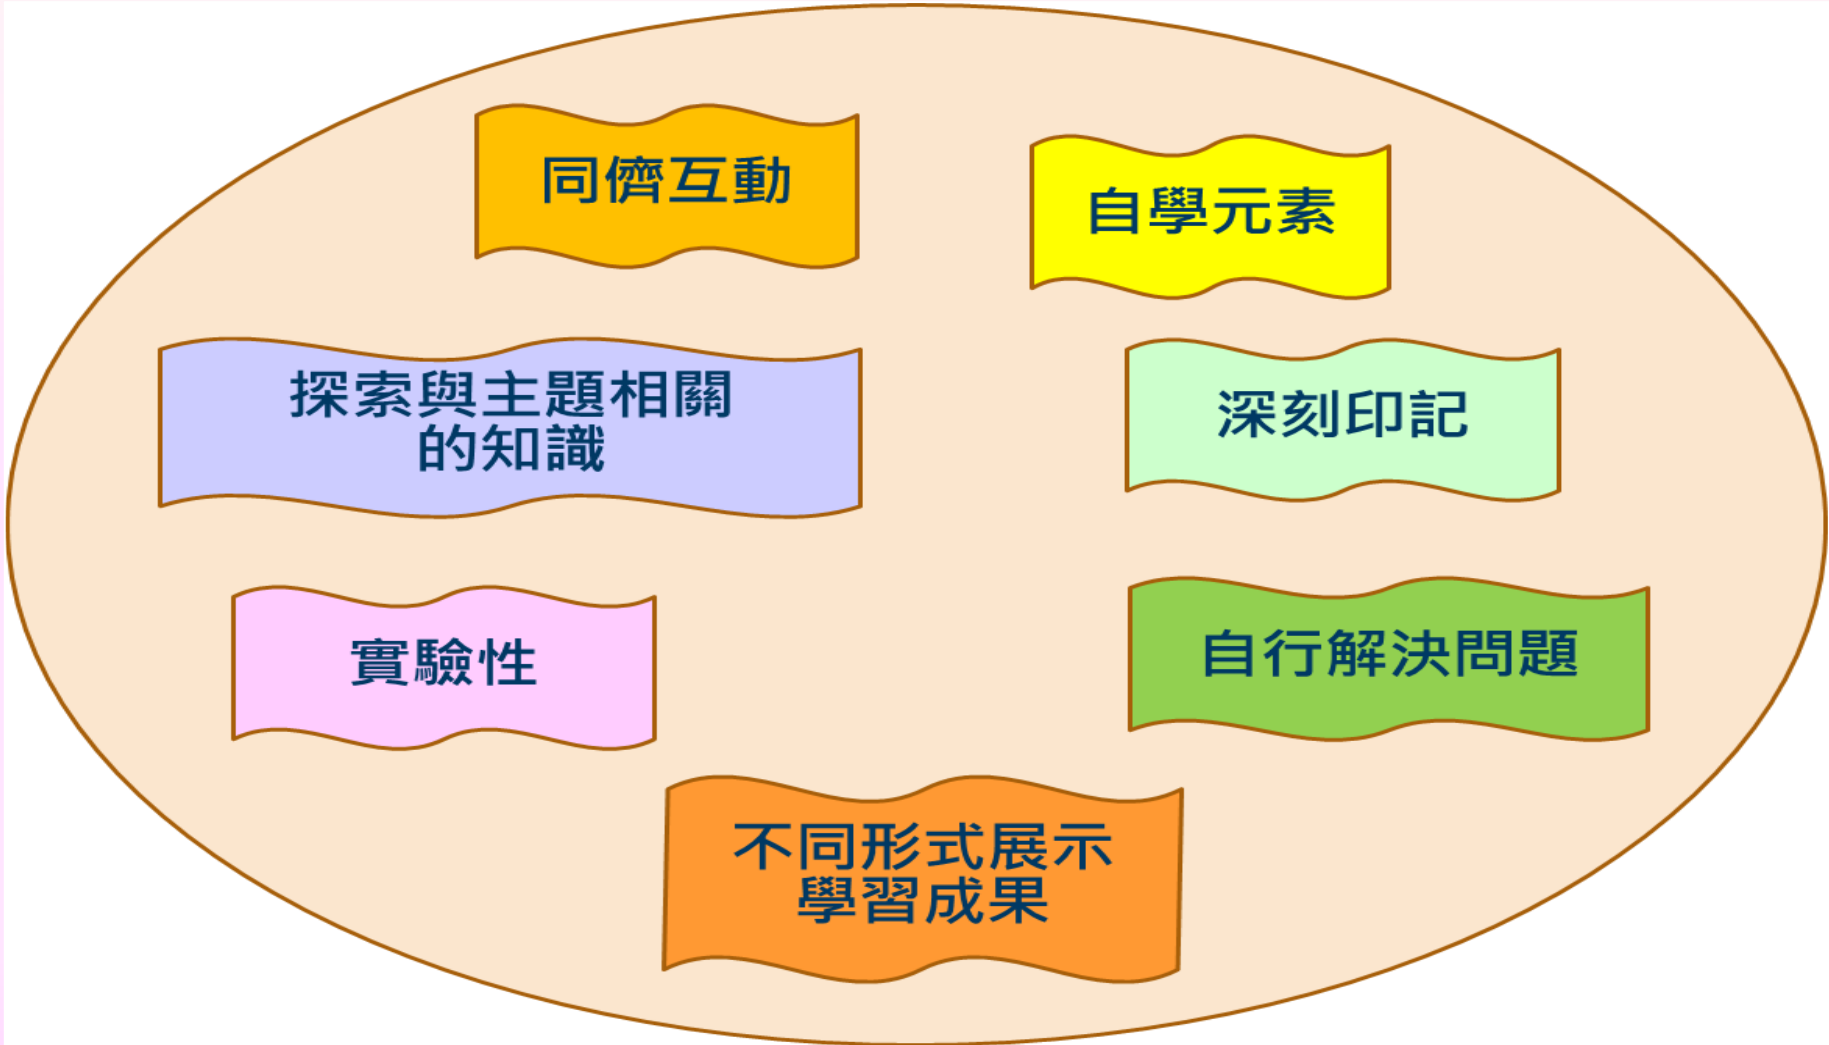 同儕互動
自學元素
探索與主題相關
的知識
深刻印記
實驗性
自行解決問題
不同形式展示
學習成果